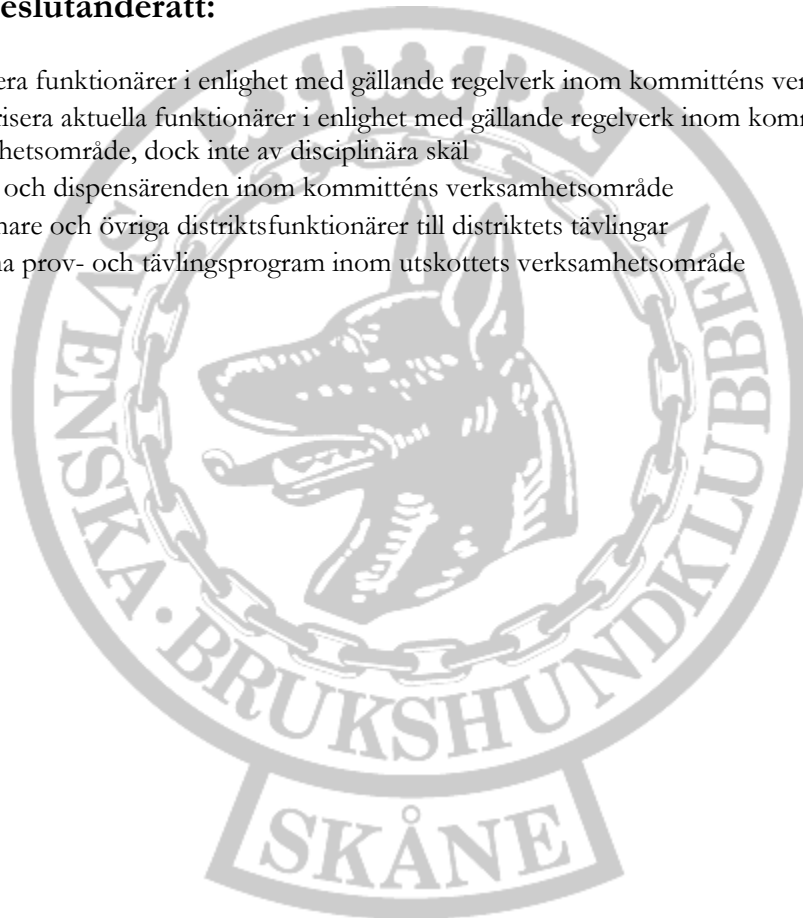 eslutanderätt:
era funktionärer i enlighet med gällande regelverk inom kommitténs ver
risera aktuella funktionärer i enlighet med gällande regelverk inom kom
hetsområde, dock inte av disciplinära skäl
och dispensärenden inom kommitténs verksamhetsområde
nare och övriga distriktsfunktionärer till distriktets tävlingar
na prov- och tävlingsprogram inom utskottets verksamhetsområde
SVENSKA · BRUKSHUNDKLUBBEN
SKÅNE